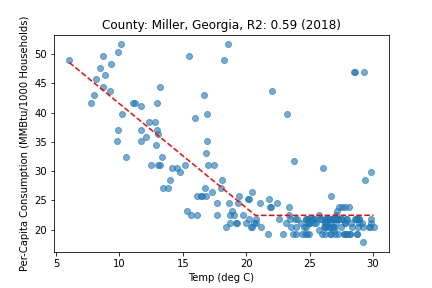 County: Miller, Georgia, R2: 0.59 (2018)
Per-Capita Consumption (MMBtu/1000 Households)
50
45
40
35
30
25
20
5 10 15 20 25 30
Temp (deg C)